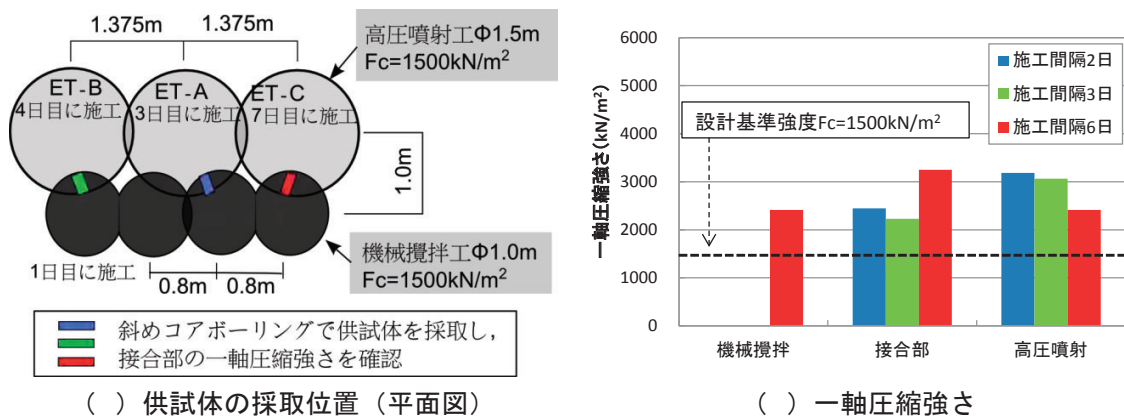 1.375m
1.375m
高圧噴射工Φ1.5m
Fc=1500kN/m²
ET-B
4日目に施工
ET-A
3日目に施工
ET-C
7日目に施工
1.0m
機械攪拌工Φ1.0m
Fc=1500kN/m²
1日目に施工
0.8m
0.8m
斜めコアボーリングで供試体を採取し，
接合部の一軸圧縮強さを確認
（ ）供試体の採取位置（平面図）
一軸圧縮強さ(kN/m²)
6000
5000
4000
3000
2000
1000
0
施工間隔2日
施工間隔3日
施工間隔6日
設計基準強度Fc=1500kN/m²
機械攪拌
接合部
高圧噴射
（ ）一軸圧縮強さ